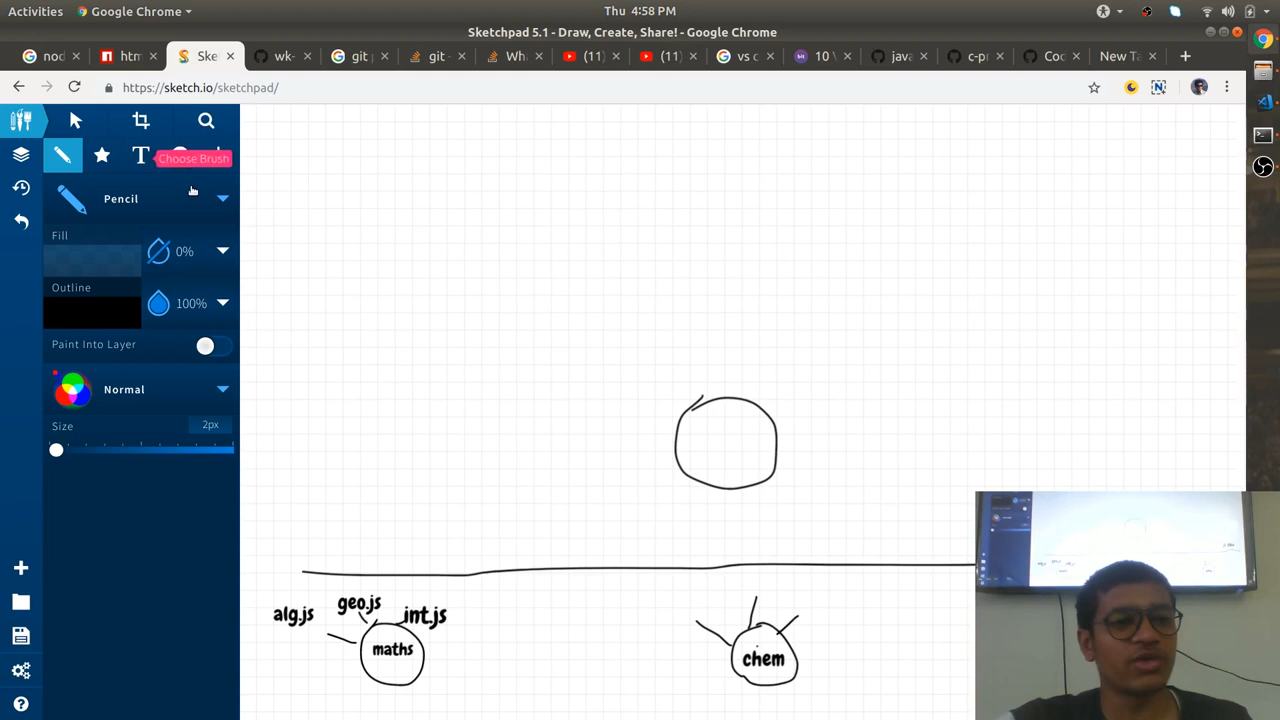 Activities Google Chrome Thu 4:58 PM
Sketchpad 5.1 - Draw, Create, Share! - Google Chrome
nod htm Ske wk- git p git - Wha (11) (11) vs c 10 \ java c-pr Coc New Ta
https://sketch.io/sketchpad/
T Choose Brush
Pencil
Fill
0%
Outline
100%
Paint Into Layer
Normal
Size 2px
alg.js geo.js int.js
maths
chem